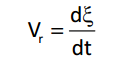 V_r = dξ/dt